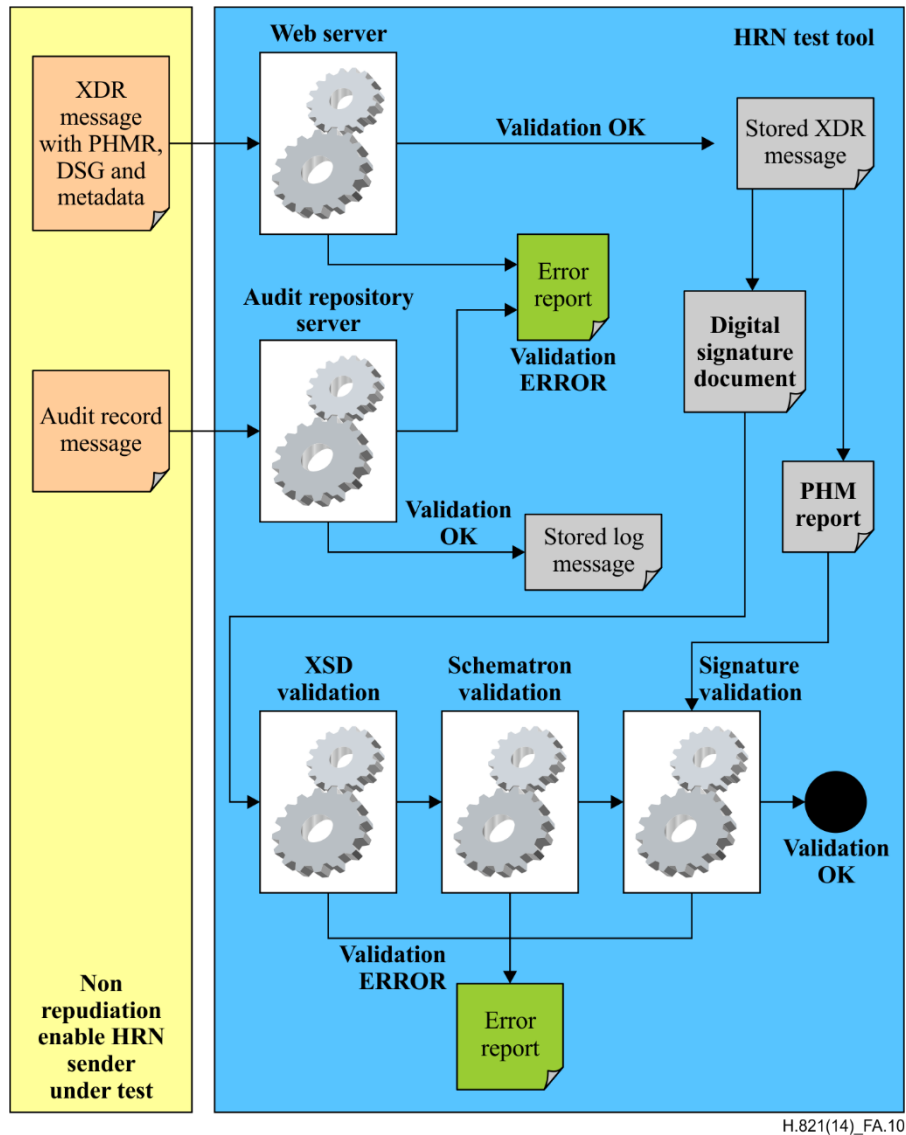 Web server
HRN test tool
XDR
message
with PHMR,
DSG and
metadata
Validation OK
Stored XDR
message
Error
report
Validation
ERROR
Audit repository
server
Digital
signature
document
Audit record
message
PHM
report
Validation
OK
Stored log
message
XSD
validation
Schematron
validation
Signature
validation
Validation
OK
Validation
ERROR
Error
report
Non
repudiation
enable HRN
sender
under test
H.821(14)_FA.10